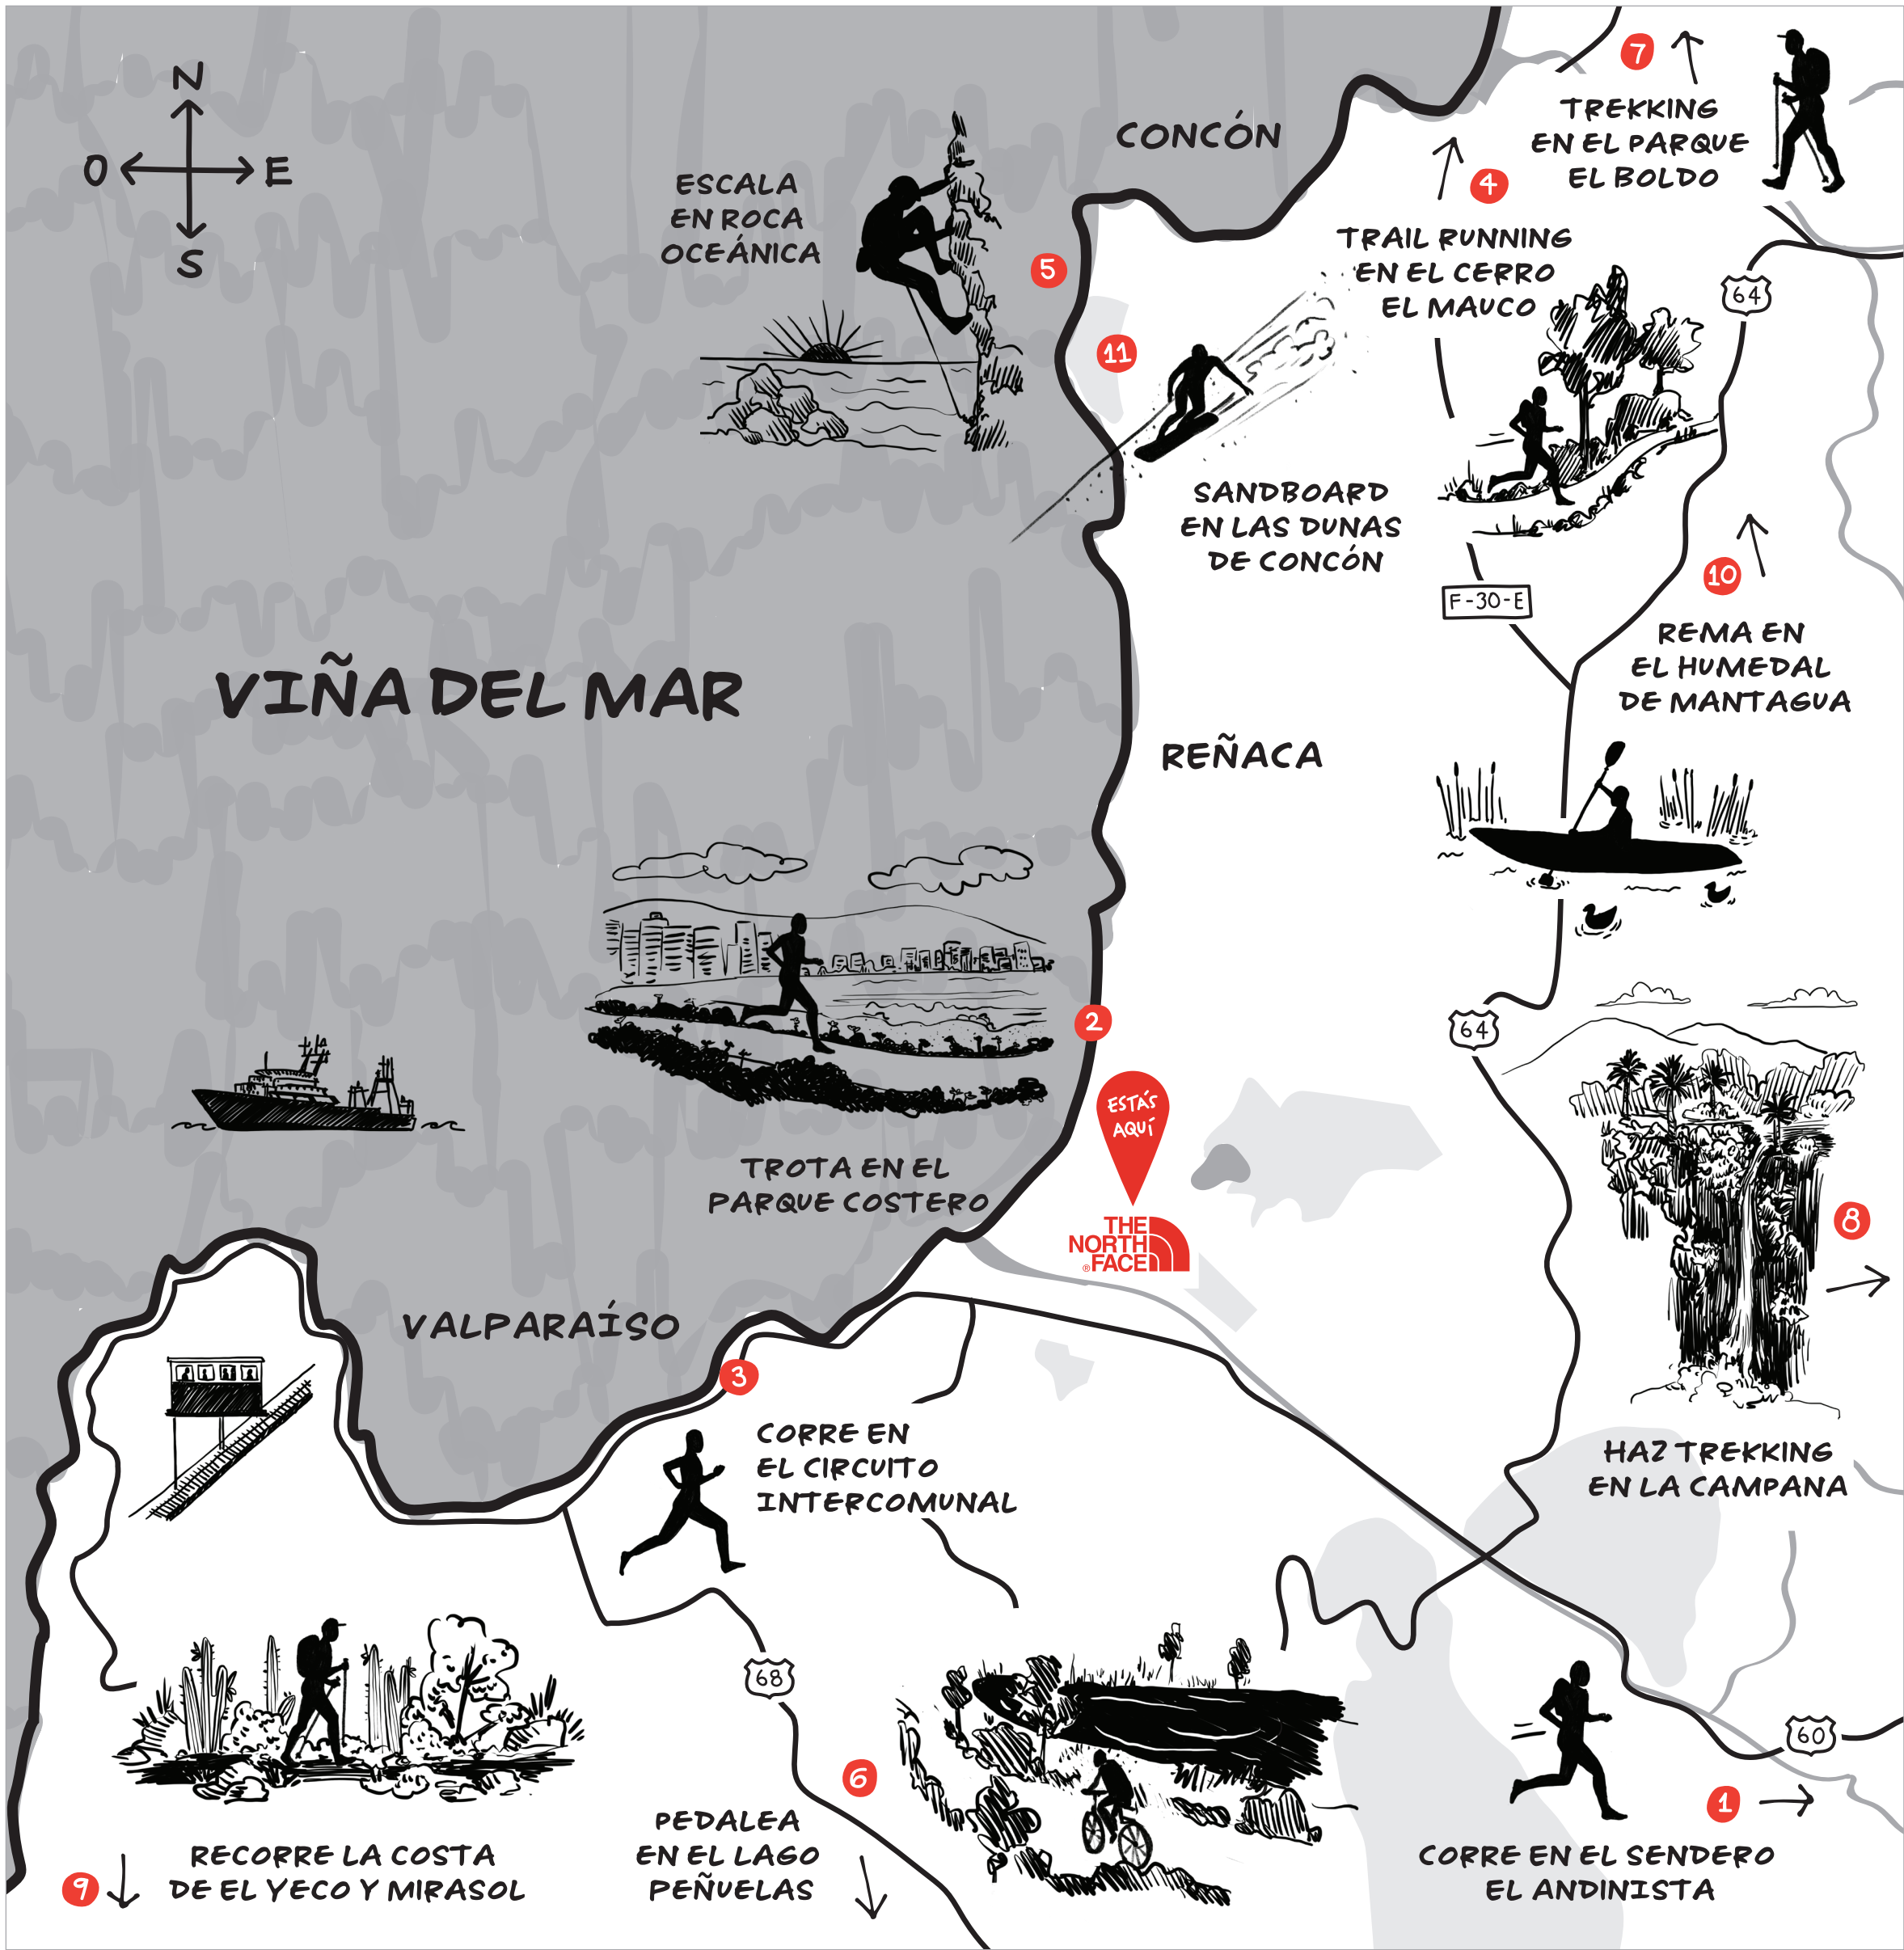 N
O
E
S
7
TREKKING
EN EL PARQUE
EL BOLDO
CONCÓN
4
TRAIL RUNNING
EN EL CERRO
EL MAUCO
ESCALA
EN ROCA
OCEÁNICA
5
64
11
SANDBOARD
EN LAS DUNAS
DE CONCÓN
F-30-E
10
REMA EN
EL HUMEDAL
DE MANTAGUA
VIÑA DEL MAR
REÑACA
2
64
ESTÁS
AQUÍ
THE
NORTH
FACE®
TROTA EN EL
PARQUE COSTERO
8
HAZ TREKKING
EN LA CAMPANA
VALPARAÍSO
3
CORRE EN
EL CIRCUITO
INTERCOMUNAL
68
60
6
PEDALEA
EN EL LAGO
PEÑUELAS
1
CORRE EN EL SENDERO
EL ANDINISTA
9
RECORRE LA COSTA
DE EL YECO Y MIRASOL